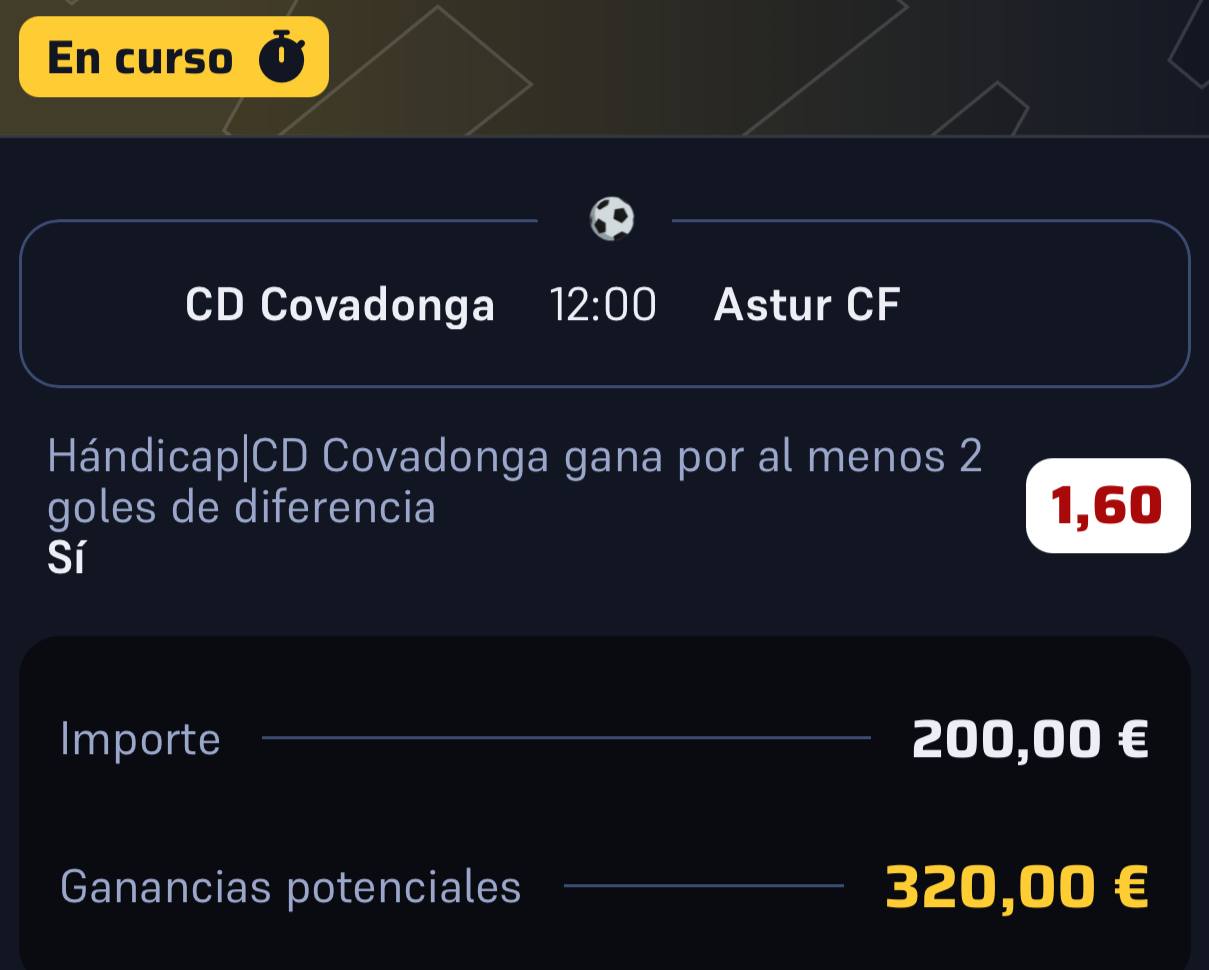 En curso
CD Covadonga 12:00 Astur CF
Hándicap|CD Covadonga gana por al menos 2
goles de diferencia
1,60
Sí
Importe 200,00 €
Ganancias potenciales 320,00 €